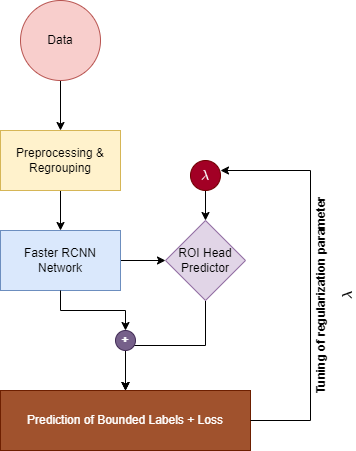 Data
Preprocessing &
Regrouping
λ
Faster RCNN
Network
ROI Head
Predictor
+
Prediction of Bounded Labels + Loss
Tuning of regularization parameter
λ